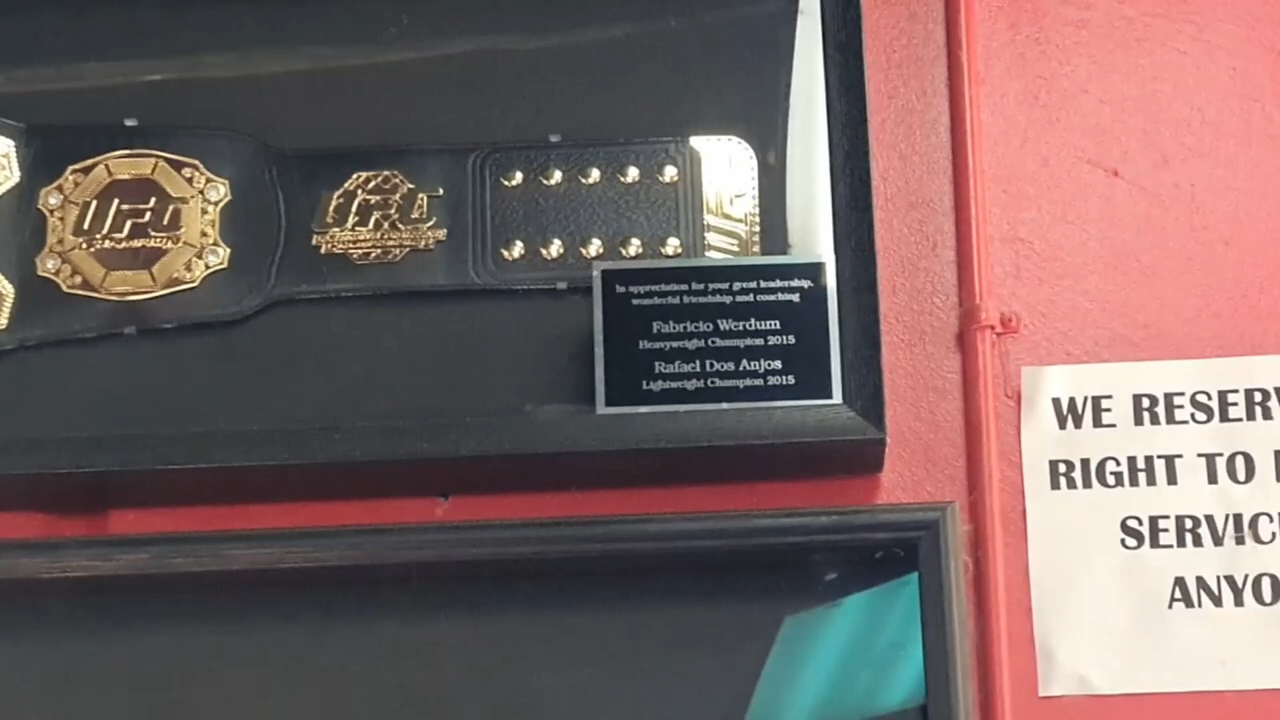 UFC
UFC
In appreciation for your great leadership,
wonderful friendship and coaching
Fabricio Werdum
Heavyweight Champion 2015
Rafael Dos Anjos
Lightweight Champion 2015
WE RESERV
RIGHT TO
SERVIC
ANYO